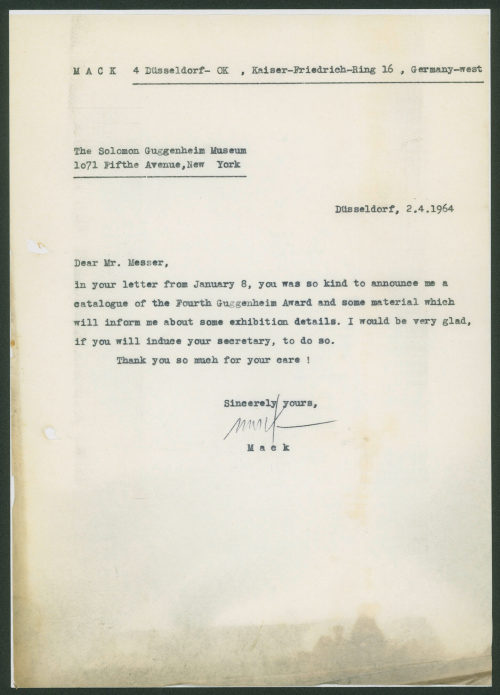 M A C K 4 Düsseldorf- OK , Kaiser-Friedrich-Ring 16 , Germany-west
The Solomon Guggenheim Museum
1o71 Fifthe Avenue,New York
Düsseldorf, 2.4.1964
Dear Mr. Messer,
in your letter from January 8, you was so kind to announce me a
catalogue of the Fourth Guggenheim Award and some material which
will inform me about some exhibition details. I would be very glad,
if you will induce your secretary, to do so.
Thank you so much for your care !
Sincerely yours,
mack
M a c k